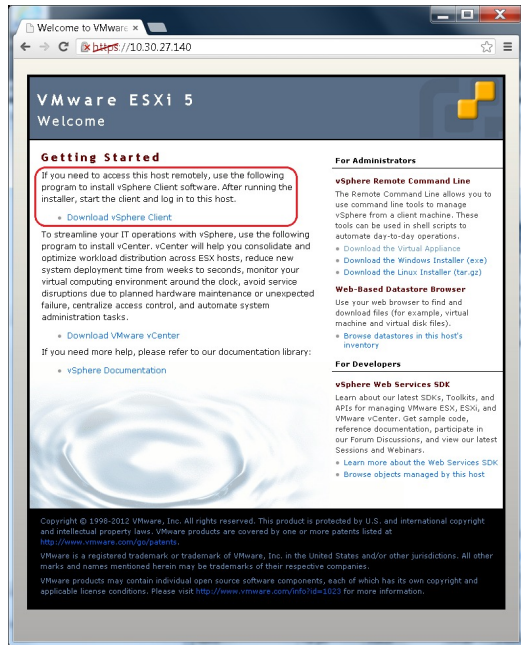 Welcome to VMware
https://10.30.27.140
VMware ESXi 5
Welcome
Getting Started
If you need to access this host remotely, use the following
program to install vSphere Client software. After running the
installer, start the client and log in to this host.
Download vSphere Client
To streamline your IT operations with vSphere, use the following
program to install vCenter. vCenter will help you consolidate and
optimize workload distribution across ESX hosts, reduce new
system deployment time from weeks to seconds, monitor your
virtual computing environment around the clock, avoid service
disruptions due to planned hardware maintenance or unexpected
failure, centralize access control, and automate system
administration tasks.
Download VMware vCenter
If you need more help, please refer to our documentation library:
vSphere Documentation
For Administrators
vSphere Remote Command Line
The Remote Command Line allows you to
use command line tools to manage
vSphere from a client machine. These
tools can be used in shell scripts to
automate day-to-day operations.
Download the Virtual Appliance
Download the Windows Installer (exe)
Download the Linux Installer (tar.gz)
Web-Based Datastore Browser
Use your web browser to find and
download files (for example, virtual
machine and virtual disk files).
Browse datastores in this host's
inventory
For Developers
vSphere Web Services SDK
Learn about our latest SDKs, Toolkits, and
APIs for managing VMware ESX, ESXi, and
VMware vCenter. Get sample code,
reference documentation, participate in
our Forum Discussions, and view our latest
Sessions and Webinars.
Learn more about the Web Services SDK
Browse objects managed by this host
Copyright © 1998-2012 VMware, Inc. All rights reserved. This product is protected by U.S. and international copyright
and intellectual property laws. VMware products are covered by one or more patents listed at
http://www.vmware.com/go/patents.
VMware is a registered trademark or trademark of VMware, Inc. in the United States and/or other jurisdictions. All other
marks and names mentioned herein may be trademarks of their respective companies.
VMware products may contain individual open source software components, each of which has its own copyright and
applicable license conditions. Please visit http://www.vmware.com/info?id=1023 for more information.